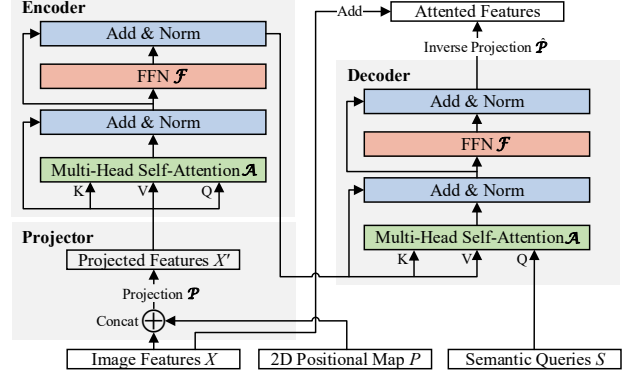 Encoder
Add & Norm
FFN 𝓕
Add & Norm
Multi-Head Self-Attention 𝓐
K V Q
Projector
Projected Features X′
Projection 𝓟
Concat
Image Features X
2D Positional Map P
Semantic Queries S
Add
Attented Features
Inverse Projection 𝓟̂
Decoder
Add & Norm
FFN 𝓕
Add & Norm
Multi-Head Self-Attention 𝓐
K V Q